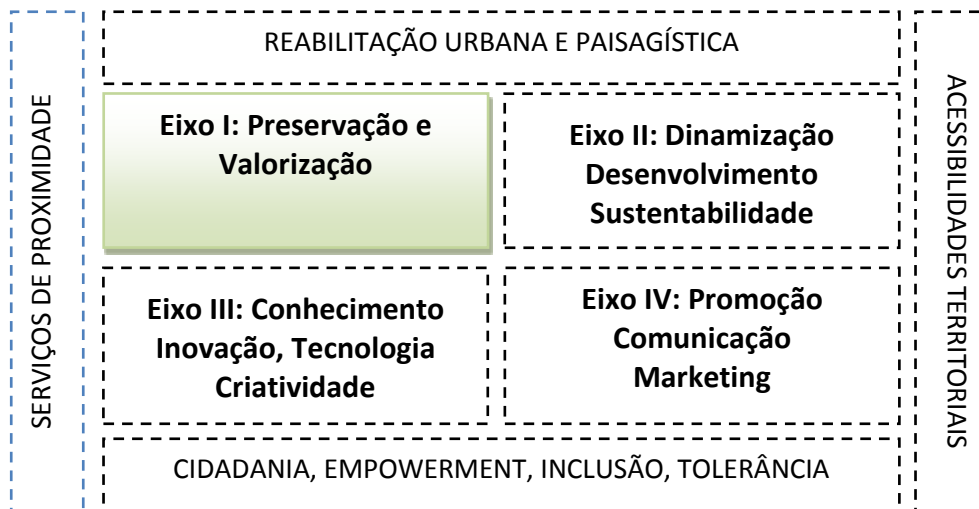 REABILITAÇÃO URBANA E PAISAGÍSTICA
SERVIÇOS DE PROXIMIDADE
Eixo I: Preservação e
Valorização
Eixo II: Dinamização
Desenvolvimento
Sustentabilidade
Eixo III: Conhecimento
Inovação, Tecnologia
Criatividade
Eixo IV: Promoção
Comunicação
Marketing
ACESSIBILIDADES TERRITORIAIS
CIDADANIA, EMPOWERMENT, INCLUSÃO, TOLERÂNCIA